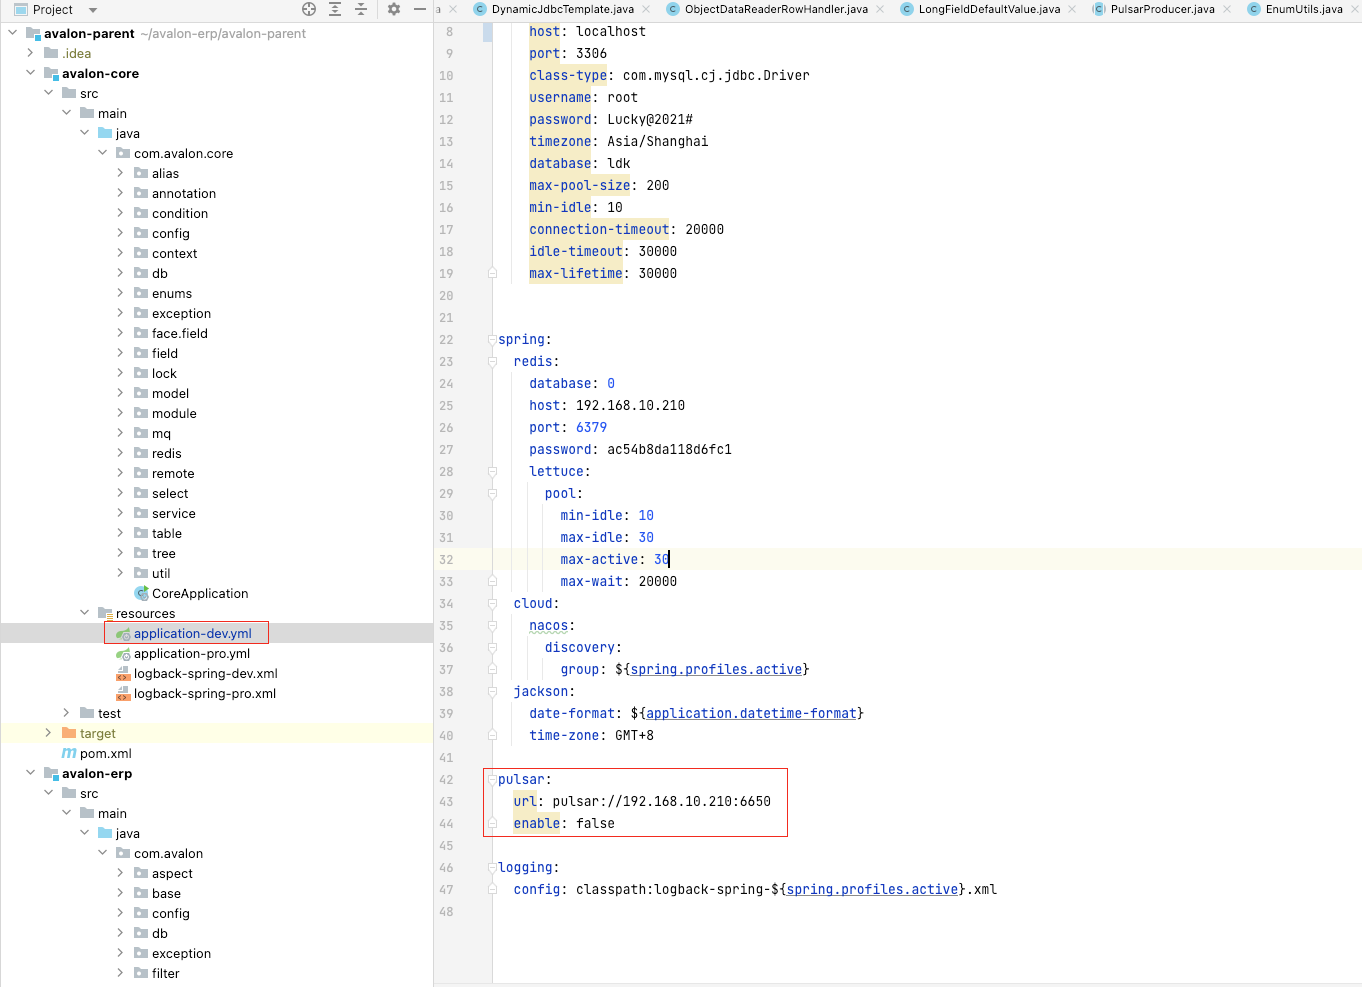 Project
a
DynamicJdbcTemplate.java
ObjectDataReaderRowHandler.java
LongFieldDefaultValue.java
PulsarProducer.java
EnumUtils.java
avalon-parent ~/avalon-erp/avalon-parent
.idea
avalon-core
src
main
java
com.avalon.core
alias
annotation
condition
config
context
db
enums
exception
face.field
field
lock
model
module
mq
redis
remote
select
service
table
tree
util
CoreApplication
resources
application-dev.yml
application-pro.yml
logback-spring-dev.xml
logback-spring-pro.xml
test
target
pom.xml
avalon-erp
src
main
java
com.avalon
aspect
base
config
db
exception
filter
8 host: localhost
9 port: 3306
10 class-type: com.mysql.cj.jdbc.Driver
11 username: root
12 password: Lucky@2021#
13 timezone: Asia/Shanghai
14 database: ldk
15 max-pool-size: 200
16 min-idle: 10
17 connection-timeout: 20000
18 idle-timeout: 30000
19 max-lifetime: 30000
20
21
22 spring:
23 redis:
24 database: 0
25 host: 192.168.10.210
26 port: 6379
27 password: ac54b8da118d6fc1
28 lettuce:
29 pool:
30 min-idle: 10
31 max-idle: 30
32 max-active: 30
33 max-wait: 20000
34 cloud:
35 nacos:
36 discovery:
37 group: ${spring.profiles.active}
38 jackson:
39 date-format: ${application.datetime-format}
40 time-zone: GMT+8
41
42 pulsar:
43 url: pulsar://192.168.10.210:6650
44 enable: false
45
46 logging:
47 config: classpath:logback-spring-${spring.profiles.active}.xml
48